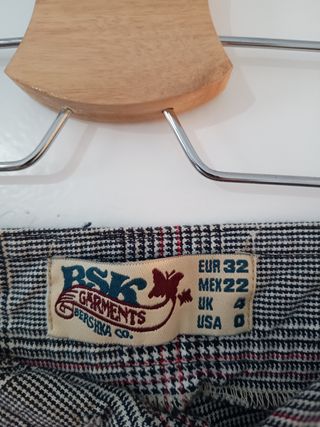 BSK
GARMENTS
BERSHKA CO.
EUR 32
MEX 22
UK 4
USA 0